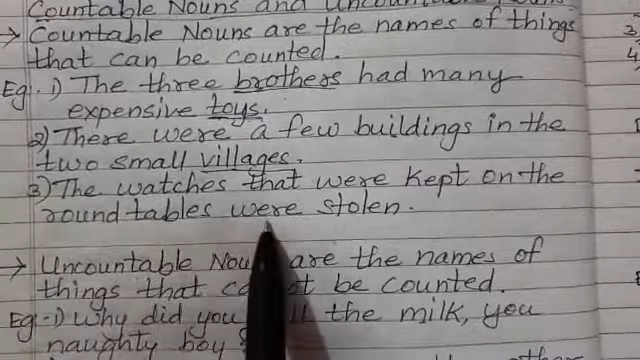 Countable Nouns and
→ Countable Nouns are the names of things
that can be counted.
Eg:. 1) The three brothers had many
expensive toys.
2) There were a few buildings in the
two small villages.
3) The watches that were kept on the
round tables were stolen.
→ Uncountable are the names of
things that be counted.
Eg:- 1) Why did you the milk, you
naughty boy